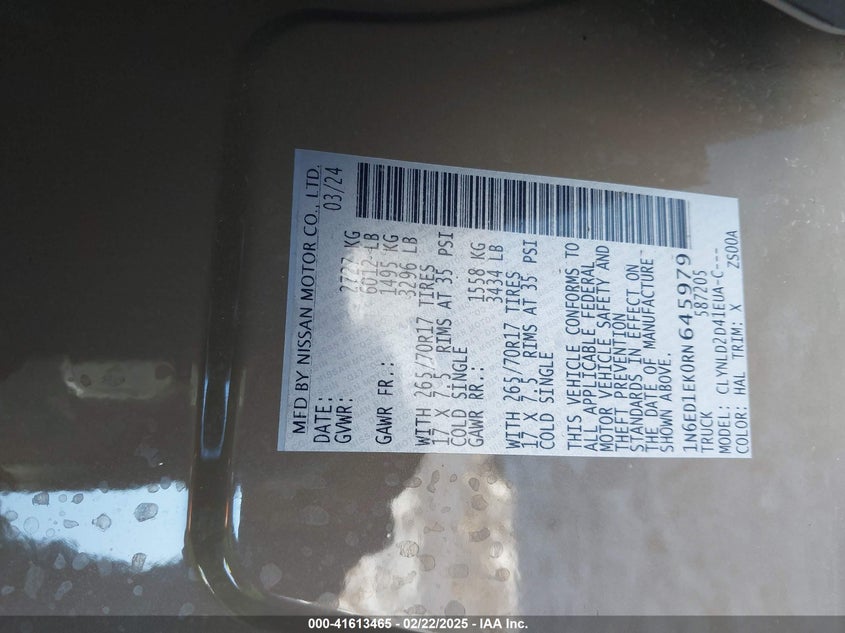 MFD BY NISSAN MOTOR CO., LTD.
DATE: 03/24
GVWR: 2727 KG
6012 LB
GAWR FR.: 1495 KG
3296 LB
WITH 265/70R17 TIRES
17 X 7.5 RIMS AT 35 PSI
COLD SINGLE
GAWR RR.: 1558 KG
3434 LB
WITH 265/70R17 TIRES
17 X 7.5 RIMS AT 35 PSI
COLD SINGLE
THIS VEHICLE CONFORMS TO
ALL APPLICABLE FEDERAL
MOTOR VEHICLE SAFETY AND
THEFT PREVENTION
STANDARDS IN EFFECT ON
THE DATE OF MANUFACTURE
SHOWN ABOVE.
1N6ED1EK0RN645979
TRUCK 587205
MODEL: CLYNLD2D41EUA-C---
COLOR: HAL TRIM: X ZS00A
000-41613465 - 02/22/2025 - IAA Inc.